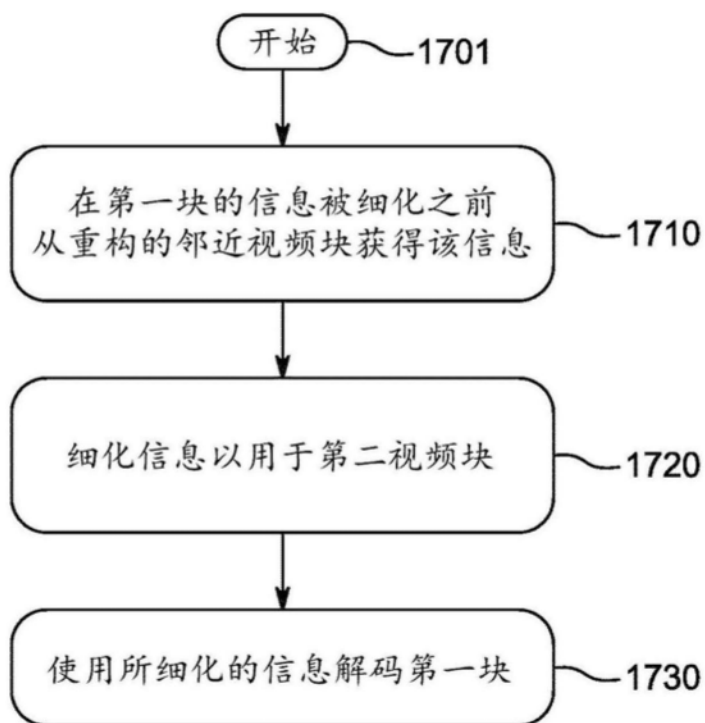 开始
1701
在第一块的信息被细化之前
从重构的邻近视频块获得该信息
1710
细化信息以用于第二视频块
1720
使用所细化的信息解码第一块
1730